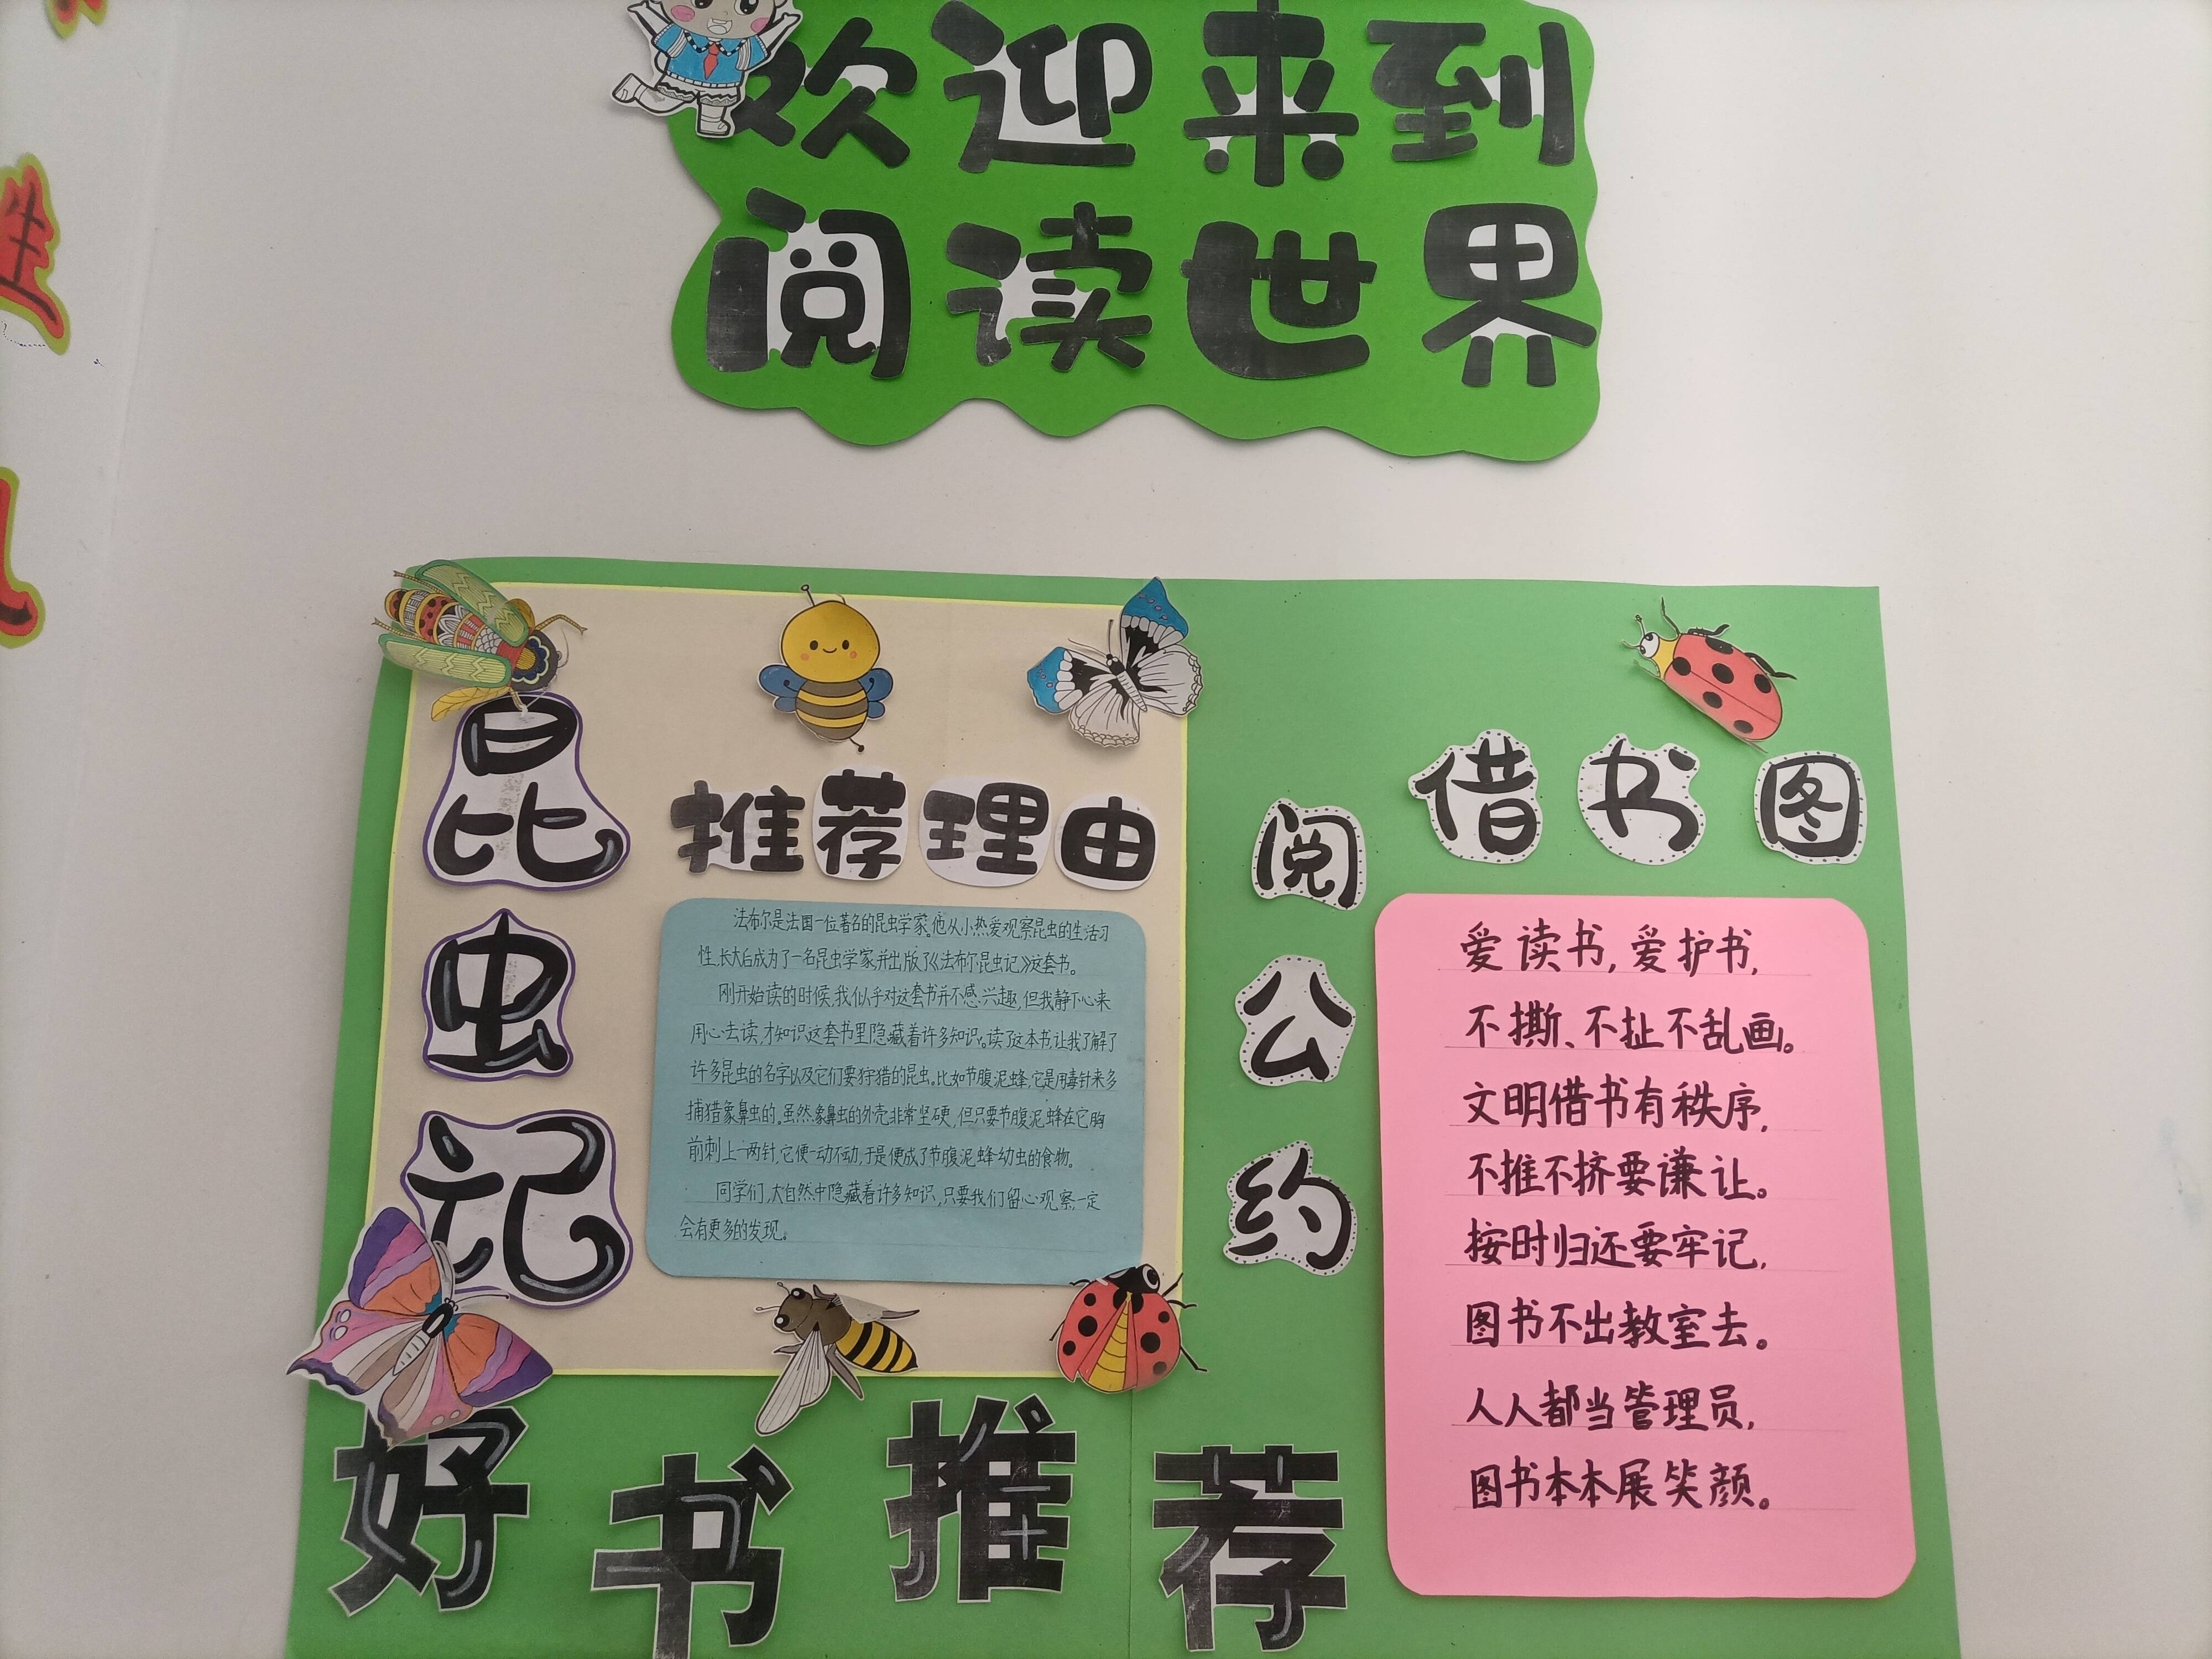 欢迎来到
阅读世界
昆虫记
推荐理由
法布尔是法国一位著名的昆虫学家。他从小热爱观察昆虫的生活习
性,长大后成为了一名昆虫学家,并出版了《法布尔昆虫记》这套书。
刚开始读的时候,我似乎对这套书并不感兴趣,但我静下心来
用心去读,才知识这套书里隐藏着许多知识。读了这本书让我了解了
许多昆虫的名字以及它们要狩猎的昆虫。比如节腹泥蜂,它是用毒针来多
捕猎象鼻虫的。虽然象鼻虫的外壳非常坚硬,但只要节腹泥蜂在它胸
前刺上一两针,它便一动不动,于是便成了节腹泥蜂幼虫的食物。
同学们,大自然中隐藏着许多知识,只要我们留心观察,一定
会有更多的发现。
好书推荐
图书借阅公约
爱读书,爱护书,
不撕、不扯不乱画。
文明借书有秩序,
不推不挤要谦让。
按时归还要牢记,
图书不出教室去。
人人都当管理员,
图书本本展笑颜。